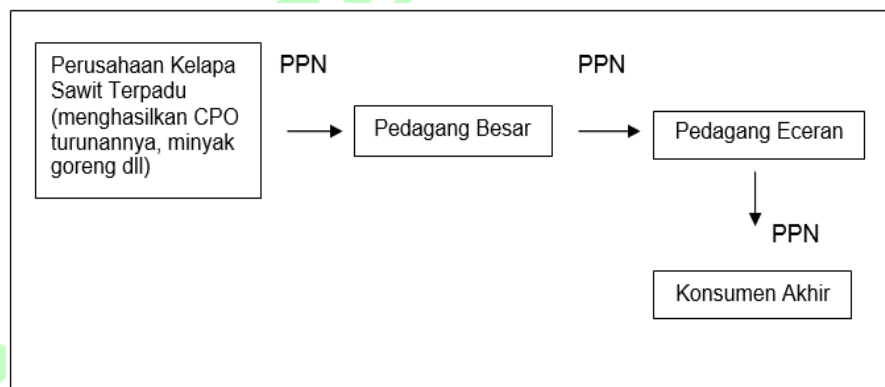 Perusahaan Kelapa
Sawit Terpadu
(menghasilkan CPO
turunannya, minyak
goreng dll)
PPN
Pedagang Besar
PPN
Pedagang Eceran
PPN
Konsumen Akhir